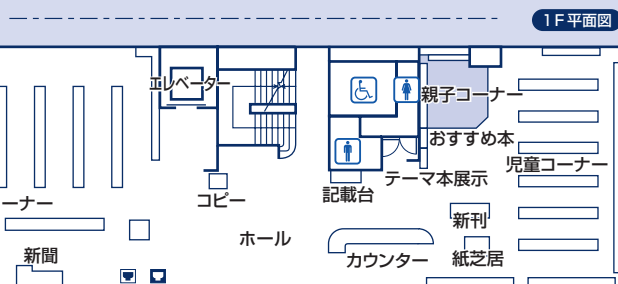 1F平面図
エレベーター
親子コーナー
おすすめ本
児童コーナー
テーマ本展示
記載台
コピー
ーナー
新刊
ホール
カウンター
紙芝居
新聞